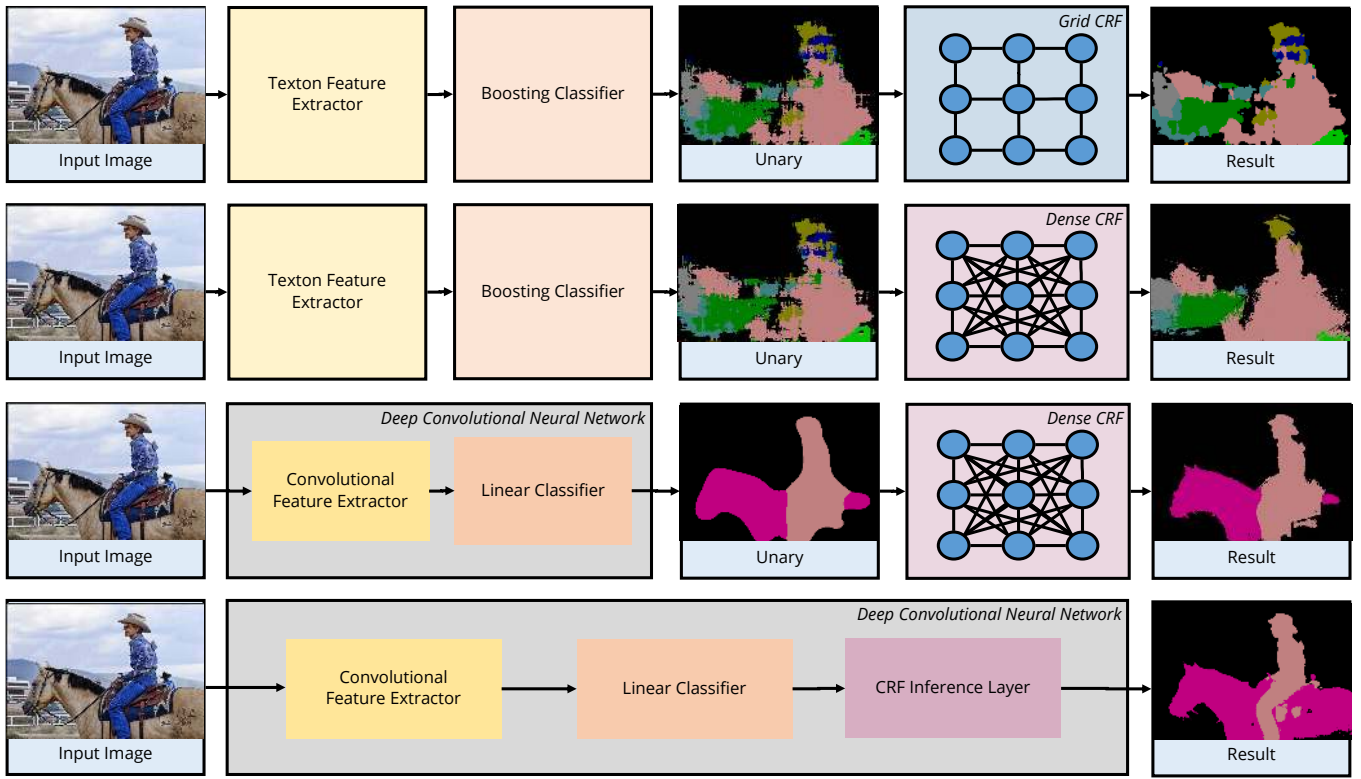 Grid CRF
Texton Feature
Extractor
Boosting Classifier
Input Image
Unary
Result
Dense CRF
Texton Feature
Extractor
Boosting Classifier
Input Image
Unary
Result
Deep Convolutional Neural Network
Dense CRF
Convolutional
Feature Extractor
Linear Classifier
Input Image
Unary
Result
Deep Convolutional Neural Network
Convolutional
Feature Extractor
Linear Classifier
CRF Inference Layer
Input Image
Result